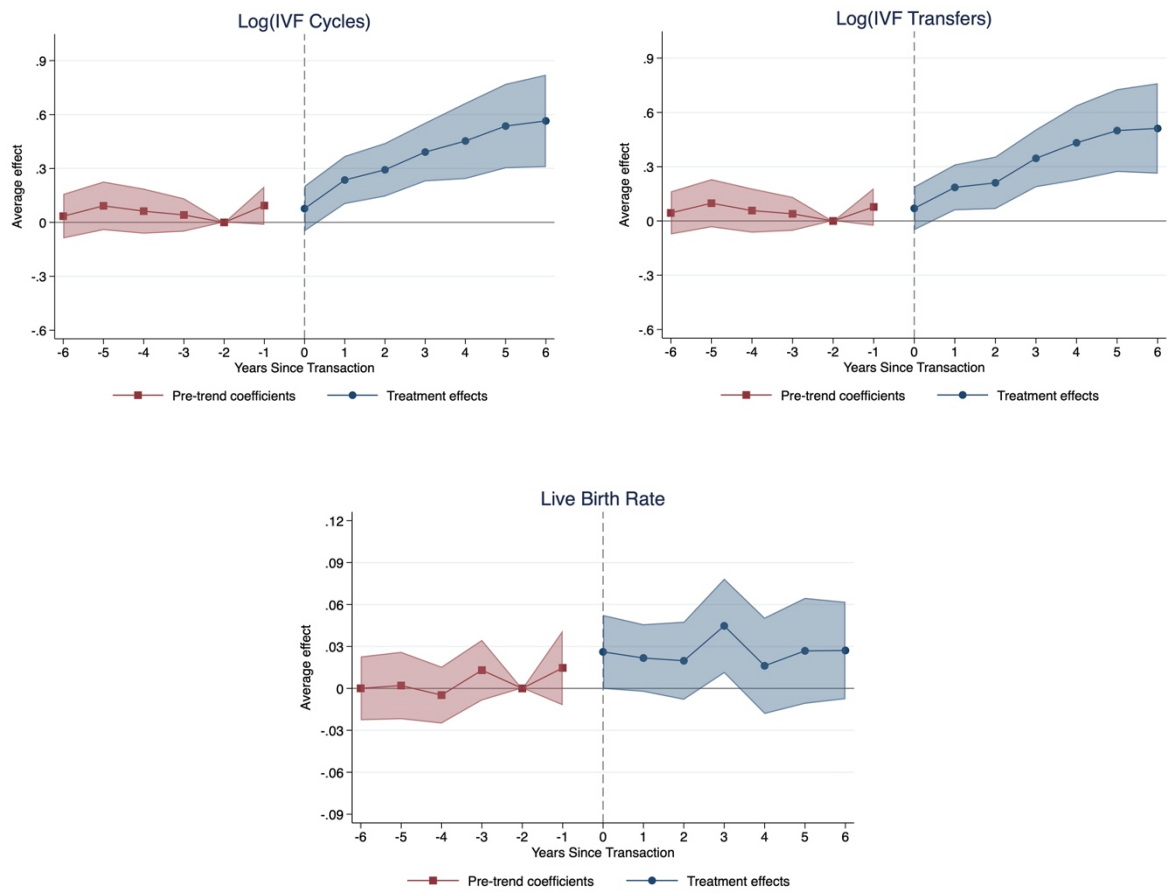 Log(IVF Cycles)
Average effect
.9
.6
.3
0
-.3
-.6
-6 -5 -4 -3 -2 -1 0 1 2 3 4 5 6
Years Since Transaction
Pre-trend coefficients Treatment effects
Log(IVF Transfers)
Average effect
.9
.6
.3
0
-.3
-.6
-6 -5 -4 -3 -2 -1 0 1 2 3 4 5 6
Years Since Transaction
Pre-trend coefficients Treatment effects
Live Birth Rate
Average effect
.12
.09
.06
.03
0
-.03
-.06
-.09
-6 -5 -4 -3 -2 -1 0 1 2 3 4 5 6
Years Since Transaction
Pre-trend coefficients Treatment effects